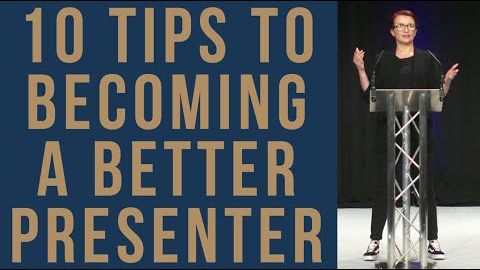 10 TIPS TO
BECOMING
A BETTER
PRESENTER